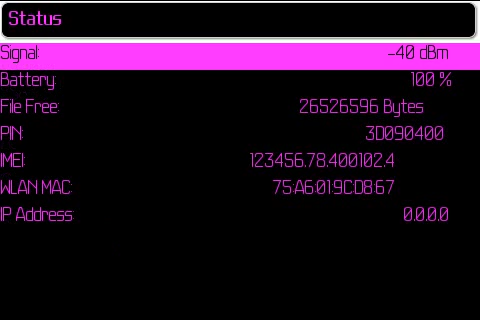 Status
Signal: -40 dBm
Battery: 100 %
File Free: 26526596 Bytes
PIN: 3D090400
IMEI: 123456.78.400102.4
WLAN MAC: 75:A6:01:9C:D8:67
IP Address: 0.0.0.0